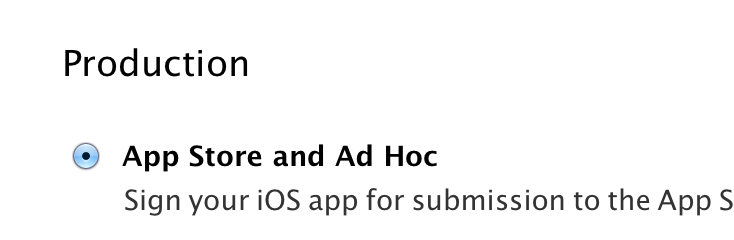 Production
App Store and Ad Hoc
Sign your iOS app for submission to the App S